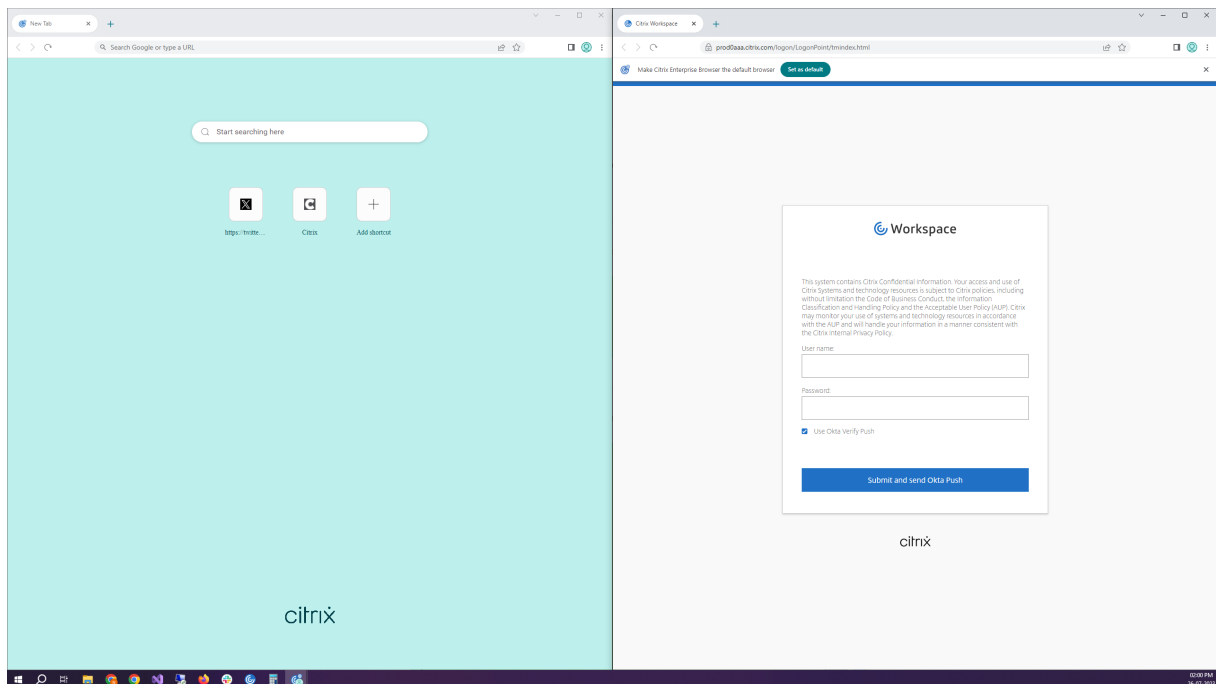 New Tab
Search Google or type a URL
Start searching here
https://twitte...
Citrix
Add shortcut
citrix
Citrix Workspace
prod0aaa.citrix.com/logon/LogonPoint/tmindex.html
Make Citrix Enterprise Browser the default browser
Set as default
Workspace
This system contains Citrix Confidential Information. Your access and use of
Citrix Systems and technology resources is subject to Citrix policies, including
without limitation the Code of Business Conduct, the Information
Classification and Handling Policy and the Acceptable User Policy (AUP). Citrix
may monitor your use of systems and technology resources in accordance
with the AUP and will handle your information in a manner consistent with
the Citrix Internal Privacy Policy.
User name:
Password:
Use Okta Verify Push
Submit and send Okta Push
citrix
02:00 PM